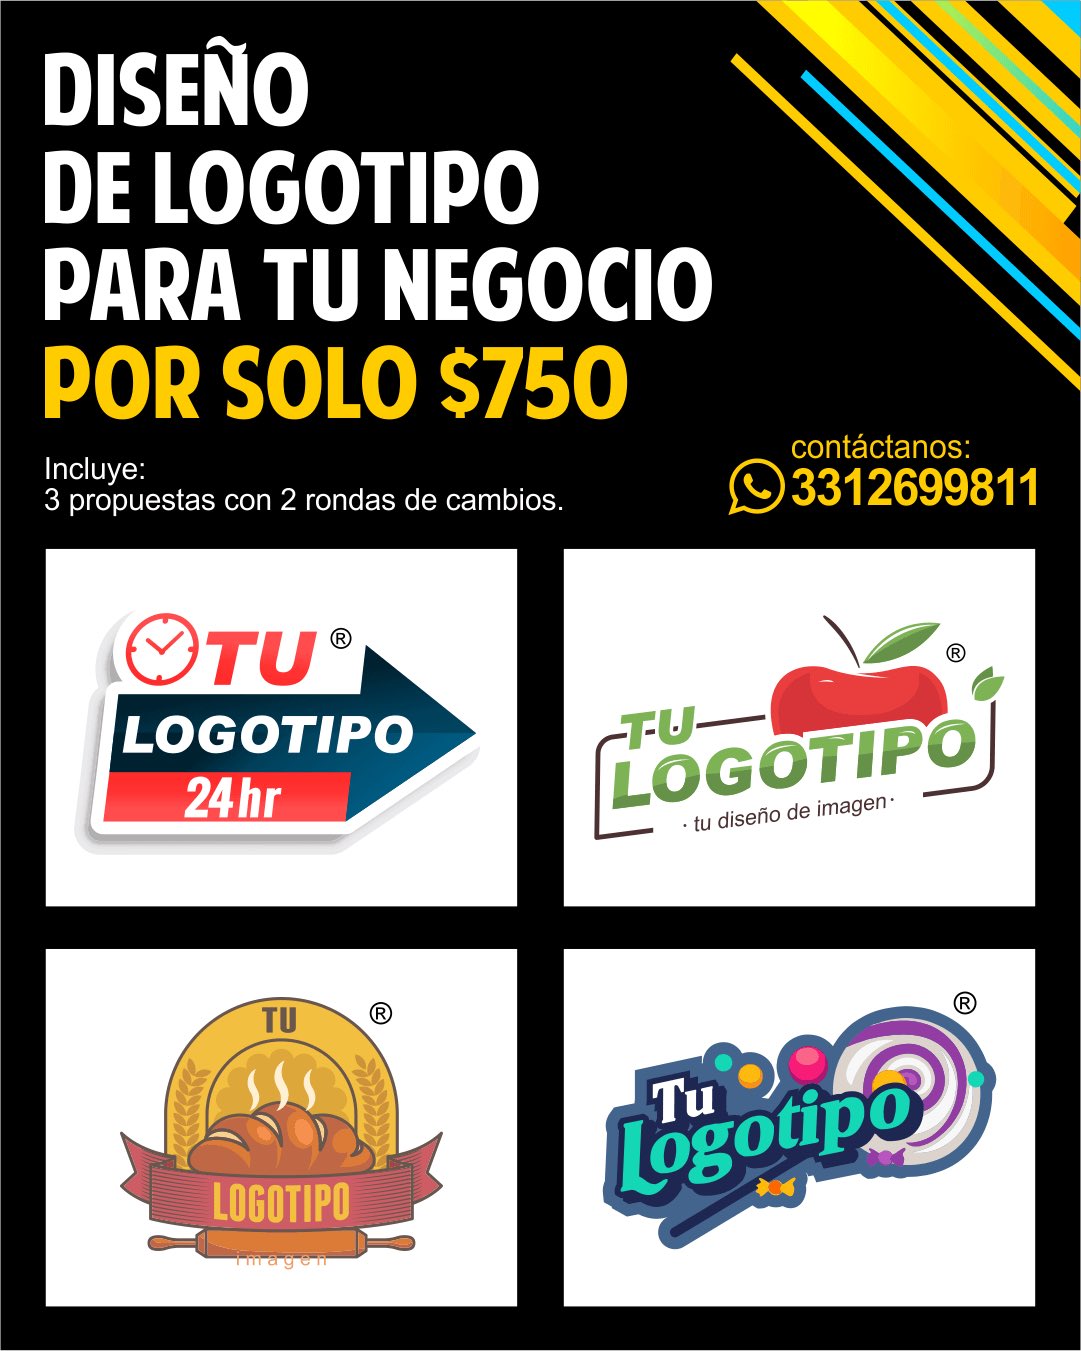 DISEÑO
DE LOGOTIPO
PARA TU NEGOCIO
POR SOLO $750
Incluye:
3 propuestas con 2 rondas de cambios.
contáctanos:
3312699811
TU ®
LOGOTIPO
24hr
®
TU
LOGOTIPO
· tu diseño de imagen ·
TU ®
LOGOTIPO
imagen
®
Tu
Logotipo